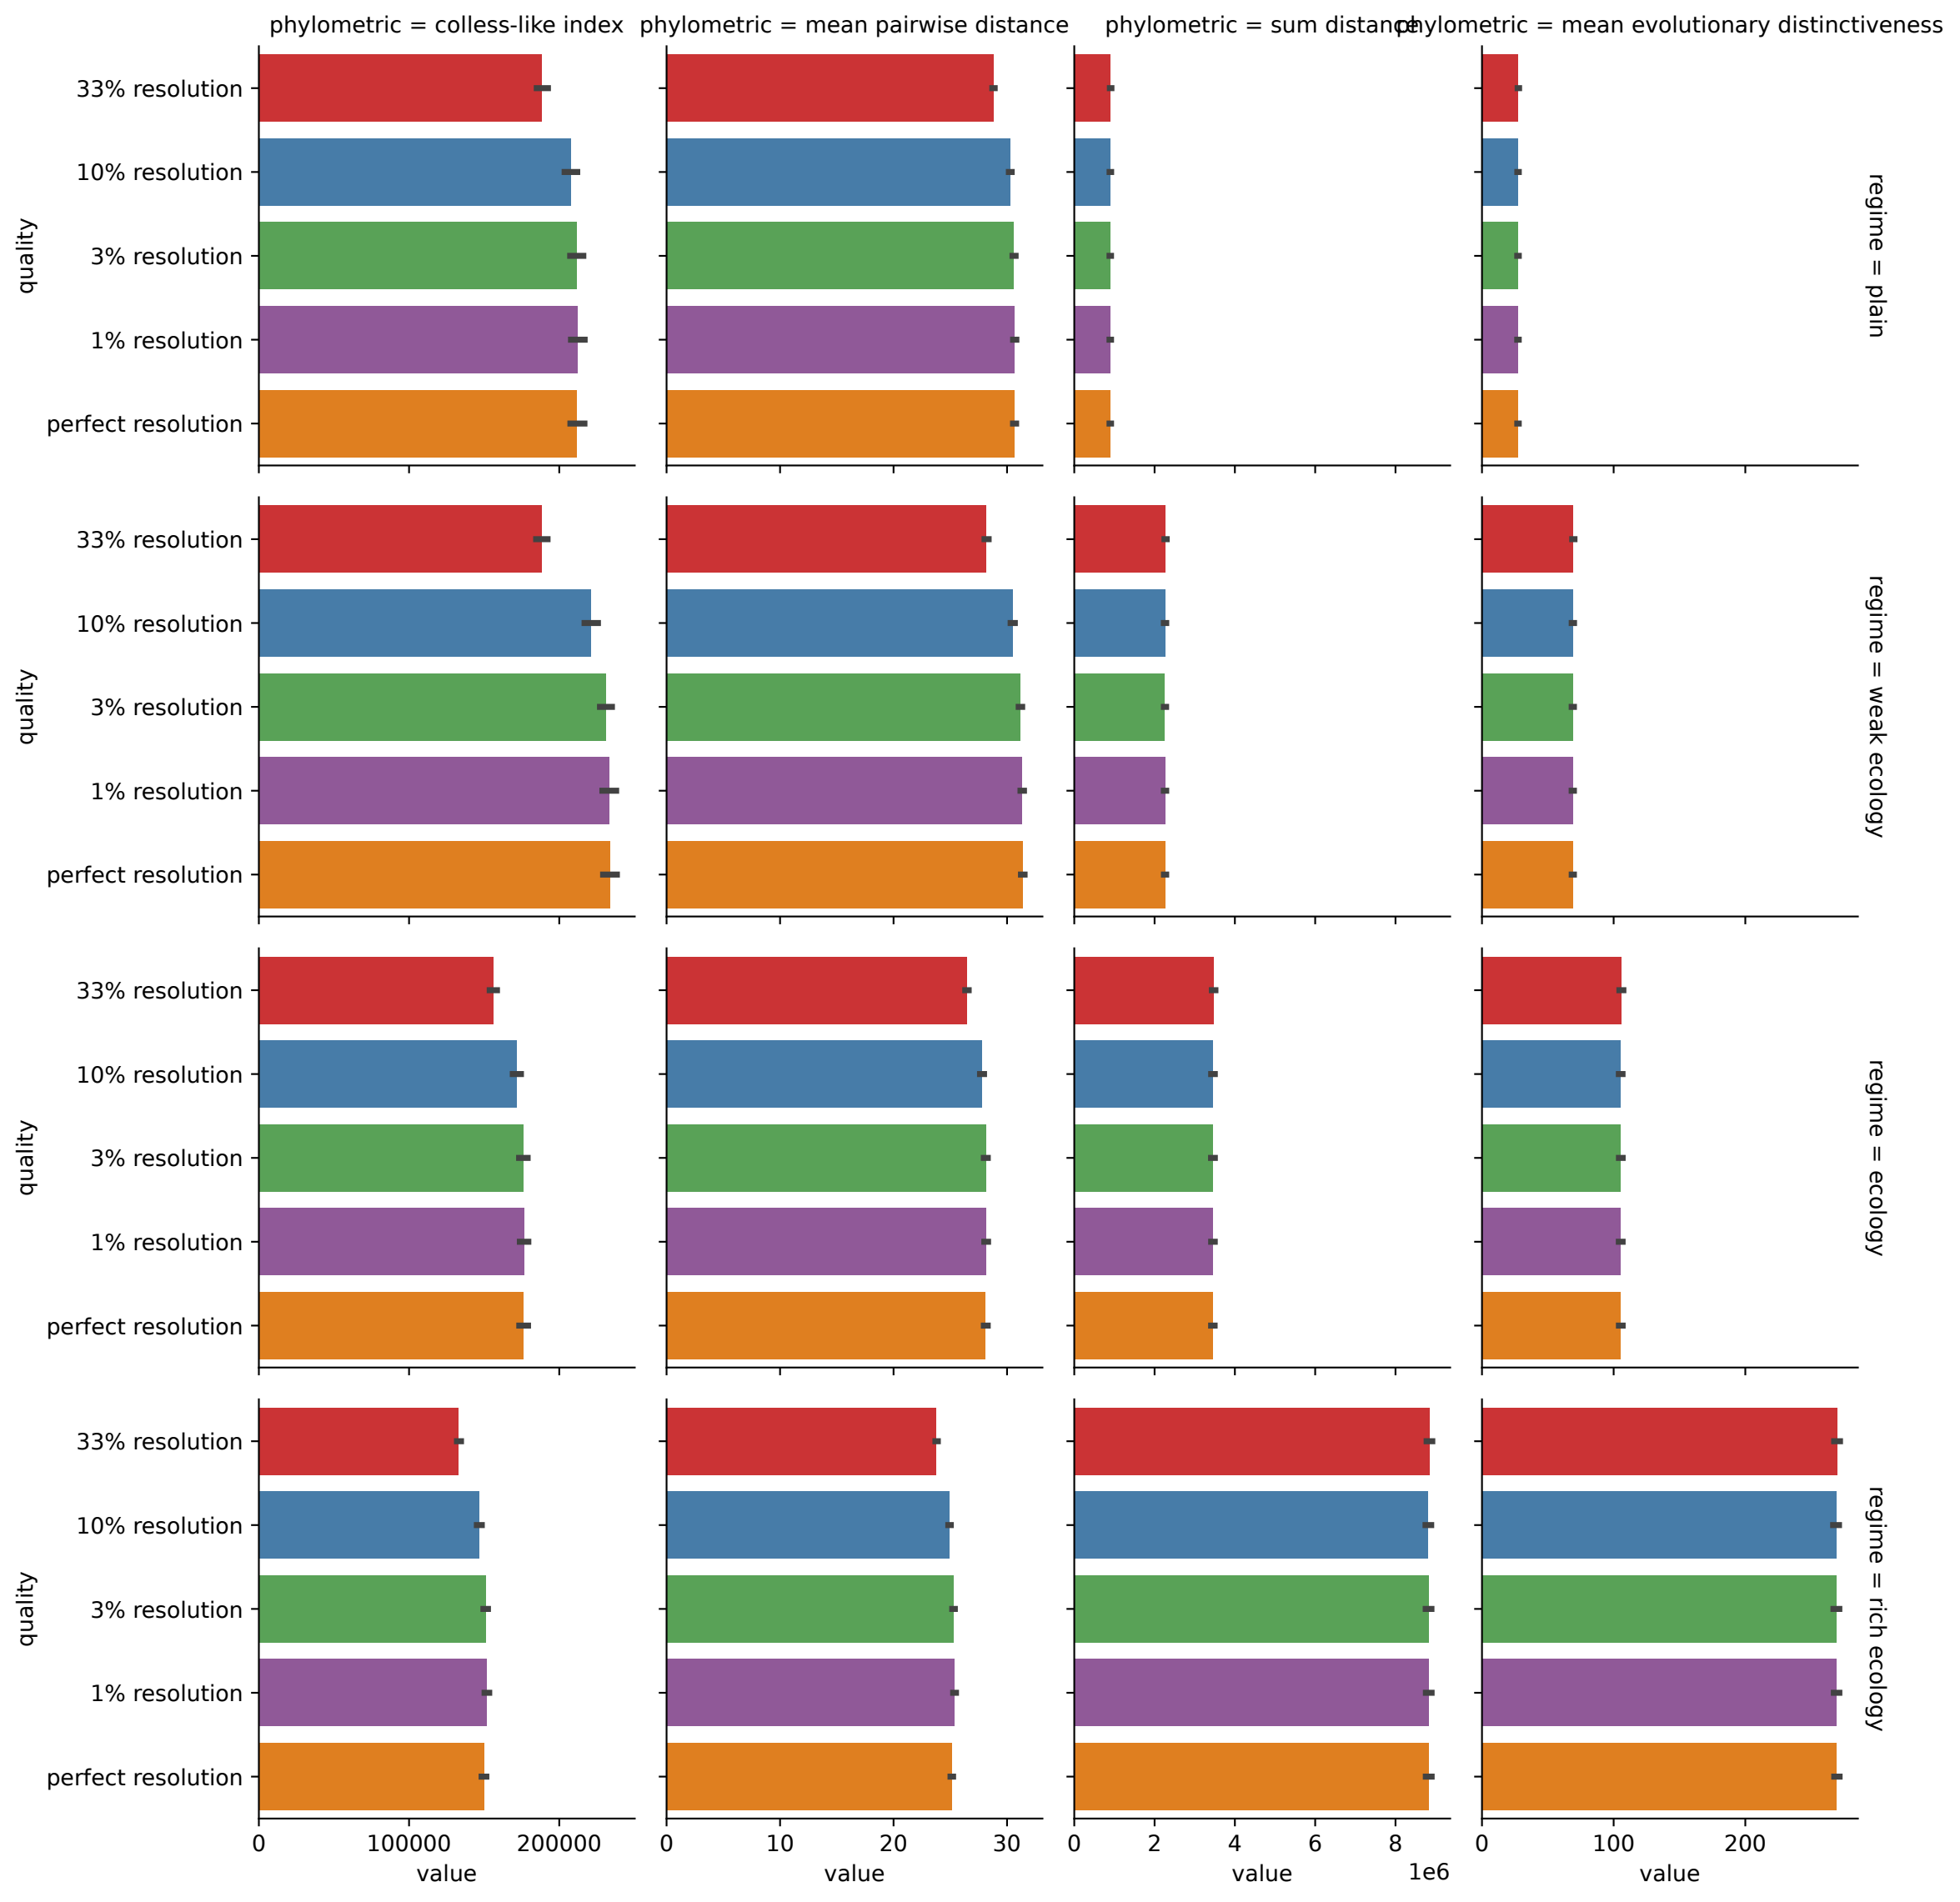 phylometric = colless-like index
phylometric = mean pairwise distance
phylometric = sum distance
phylometric = mean evolutionary distinctiveness
quality
33% resolution
10% resolution
3% resolution
1% resolution
perfect resolution
regime = plain
quality
33% resolution
10% resolution
3% resolution
1% resolution
perfect resolution
regime = weak ecology
quality
33% resolution
10% resolution
3% resolution
1% resolution
perfect resolution
regime = ecology
quality
33% resolution
10% resolution
3% resolution
1% resolution
perfect resolution
regime = rich ecology
0 100000 200000
value
0 10 20 30
value
0 2 4 6 8
1e6
value
0 100 200
value